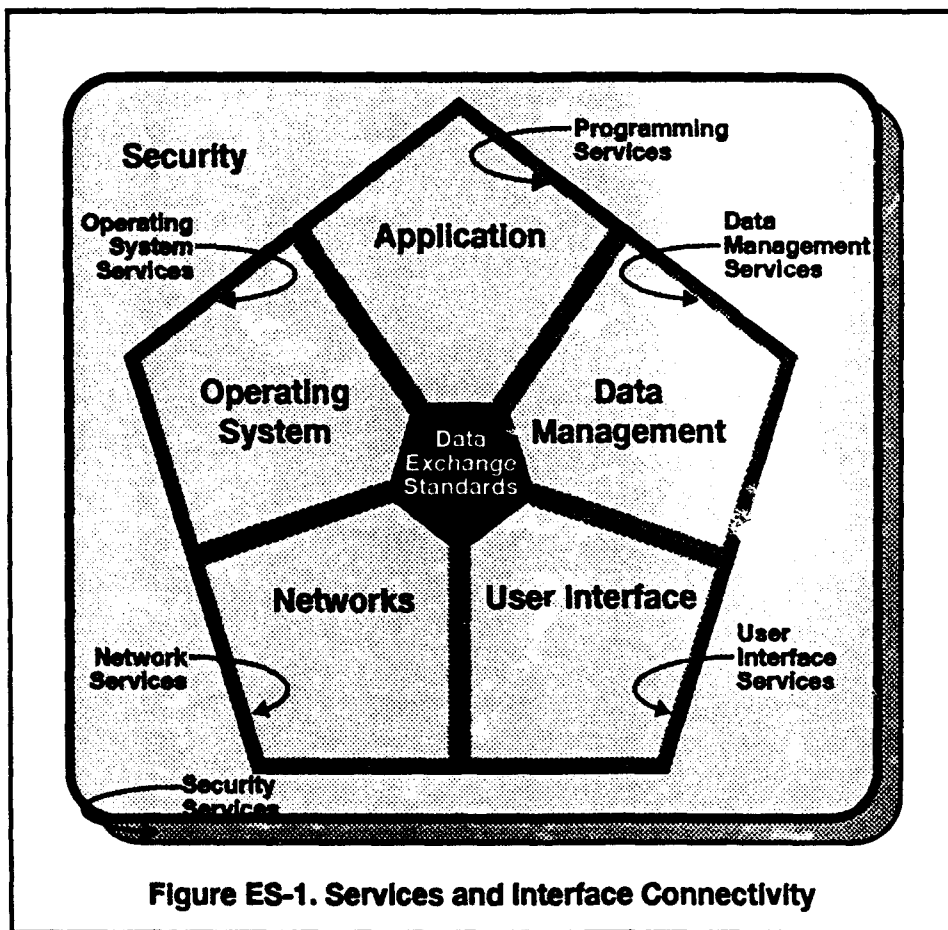 Security
Programming
Services
Operating
System
Services
Application
Data
Management
Services
Operating
System
Data
Management
Data
Exchange
Standards
Networks
User Interface
Network
Services
User
Interface
Services
Security
Services
Figure ES-1. Services and Interface Connectivity